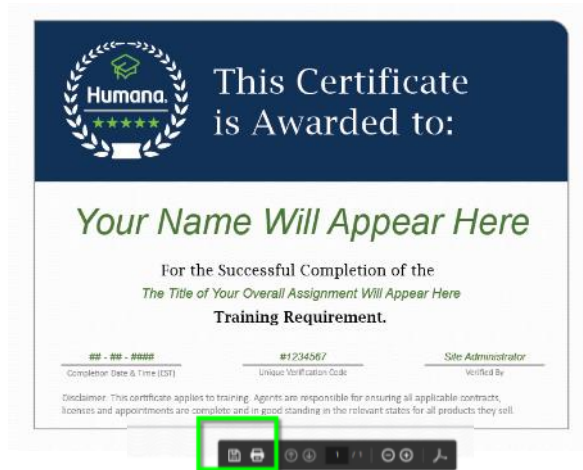 Humana.
This Certificate
is Awarded to:
Your Name Will Appear Here
For the Successful Completion of the
The Title of Your Overall Assignment Will Appear Here
Training Requirement.
## - ## - #### #1234567 Site Administrator
Completion Date & Time (CST) Unique Verification Code Verified By
Disclaimer: This certificate applies to training. Agents are responsible for ensuring all applicable contracts,
licenses and appointments are complete and in good standing in the relevant states for all products they sell.
1 / 1